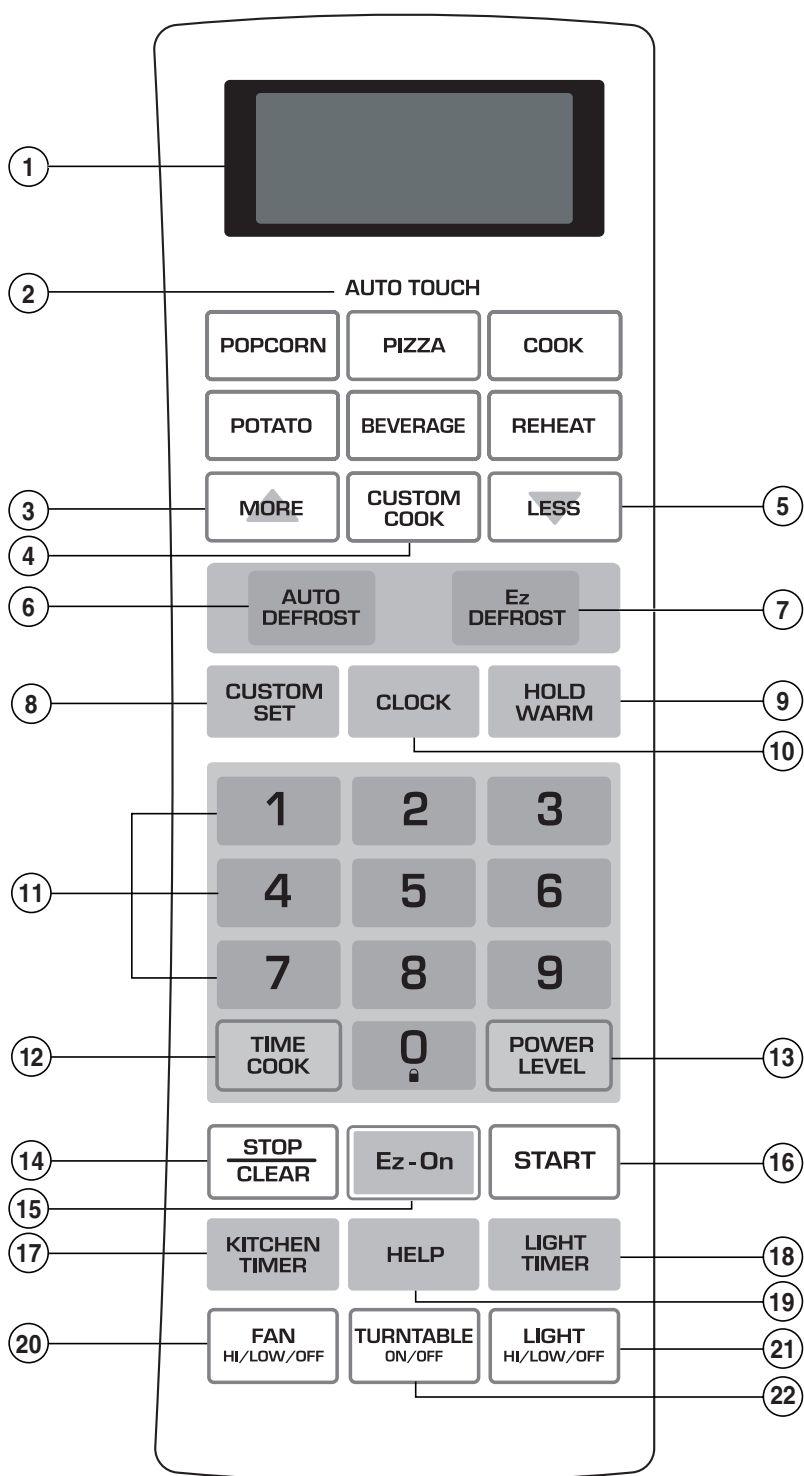 1
2
AUTO TOUCH
POPCORN
PIZZA
COOK
POTATO
BEVERAGE
REHEAT
3
MORE
CUSTOM
COOK
LESS
5
4
6
AUTO
DEFROST
Ez
DEFROST
7
8
CUSTOM
SET
CLOCK
HOLD
WARM
9
10
1
2
3
11
4
5
6
7
8
9
12
TIME
COOK
0
POWER
LEVEL
13
14
STOP
CLEAR
Ez-On
START
16
15
17
KITCHEN
TIMER
HELP
LIGHT
TIMER
18
19
20
FAN
HI/LOW/OFF
TURNTABLE
ON/OFF
LIGHT
HI/LOW/OFF
21
22